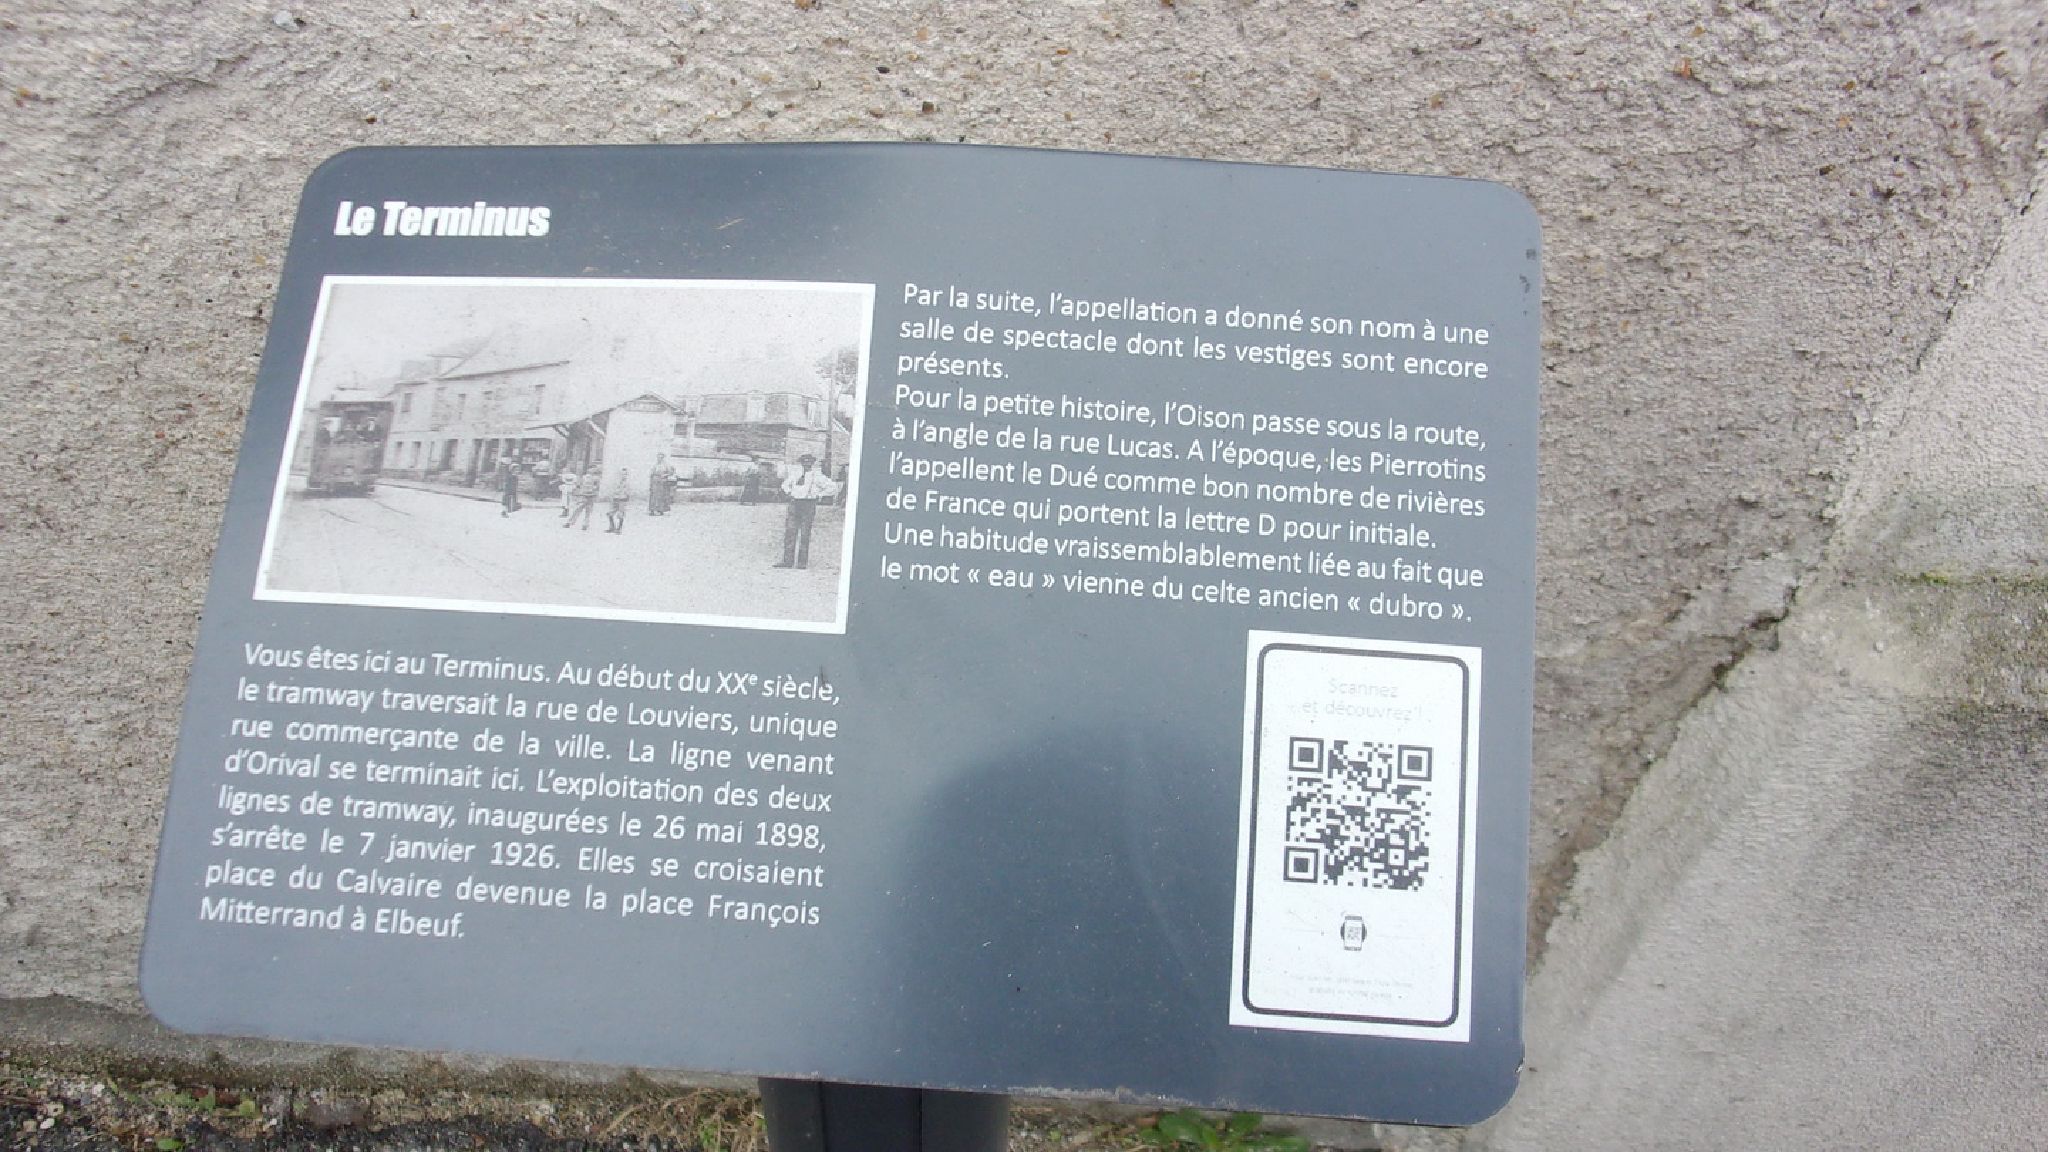 Le Terminus
Vous êtes ici au Terminus. Au début du XXe siècle,
le tramway traversait la rue de Louviers, unique
rue commerçante de la ville. La ligne venant
d'Orival se terminait ici. L'exploitation des deux
lignes de tramway, inaugurées le 26 mai 1898,
s'arrête le 7 janvier 1926. Elles se croisaient
place du Calvaire devenue la place François
Mitterrand à Elbeuf.
Par la suite, l'appellation a donné son nom à une
salle de spectacle dont les vestiges sont encore
présents.
Pour la petite histoire, l'Oison passe sous la route,
à l'angle de la rue Lucas. A l'époque, les Pierrotins
l'appellent le Dué comme bon nombre de rivières
de France qui portent la lettre D pour initiale.
Une habitude vraissemblablement liée au fait que
le mot « eau » vienne du celte ancien « dubro ».
Scannez
et découvrez !